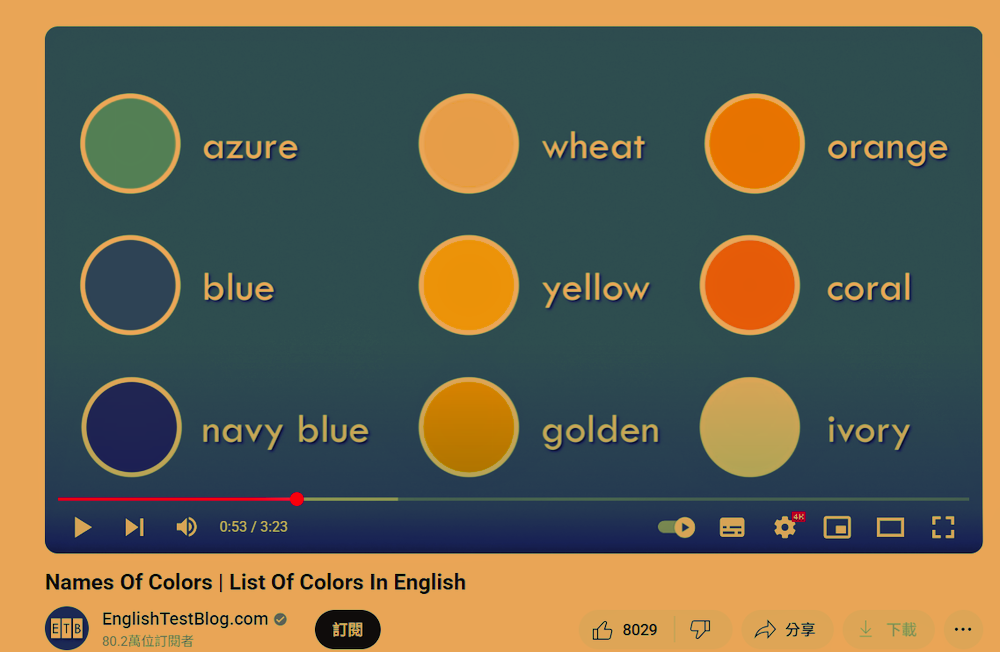 azure wheat orange
blue yellow coral
navy blue golden ivory
0:53 / 3:23
4K
Names Of Colors | List Of Colors In English
ETB
EnglishTestBlog.com
80.2萬位訂閱者
訂閱
8029
分享
下載